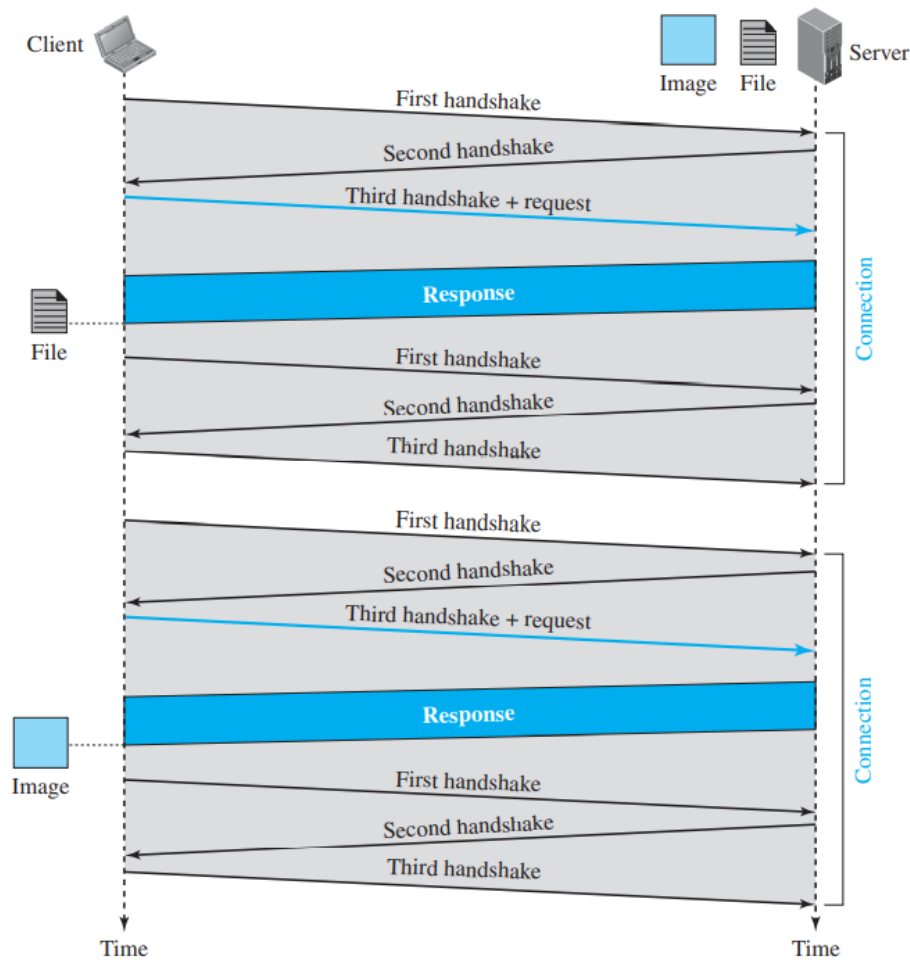 Client
Server
Image
File
First handshake
Second handshake
Third handshake + request
Response
Connection
File
First handshake
Second handshake
Third handshake
First handshake
Second handshake
Third handshake + request
Response
Connection
Image
First handshake
Second handshake
Third handshake
Time
Time